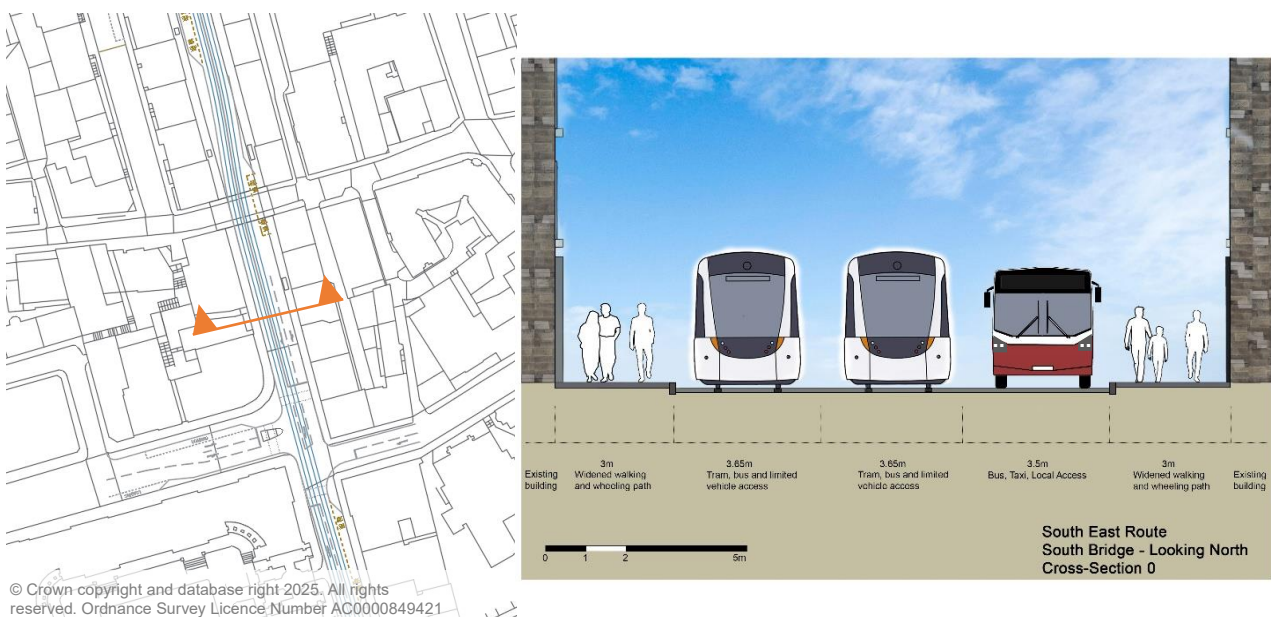 © Crown copyright and database right 2025. All rights
reserved. Ordnance Survey Licence Number AC0000849421
Existing
building
3m
Widened walking
and wheeling path
3.65m
Tram, bus and limited
vehicle access
3.65m
Tram, bus and limited
vehicle access
3.5m
Bus, Taxi, Local Access
3m
Widened walking
and wheeling path
Existing
building
0 1 2 5m
South East Route
South Bridge - Looking North
Cross-Section 0